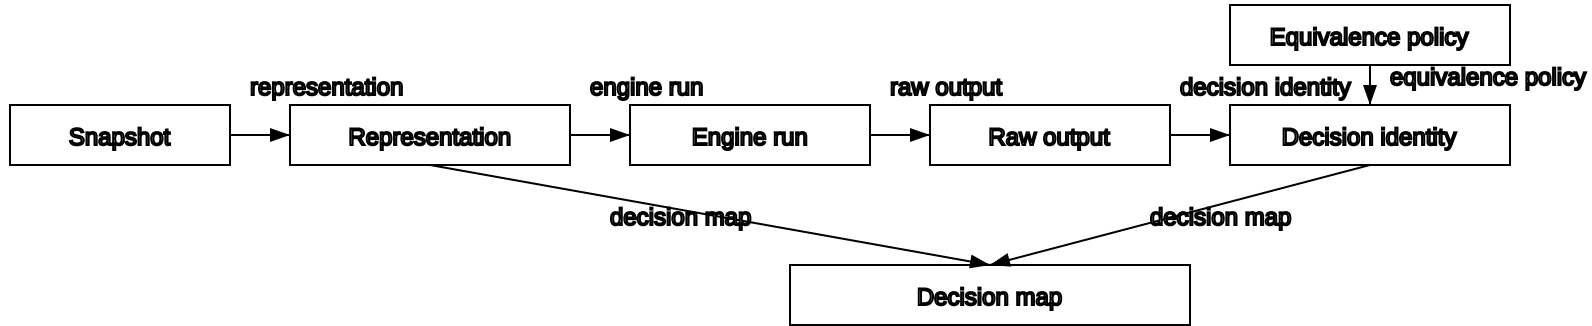 Equivalence policy
representation
engine run
raw output
decision identity
equivalence policy
Snapshot
Representation
Engine run
Raw output
Decision identity
decision map
decision map
Decision map